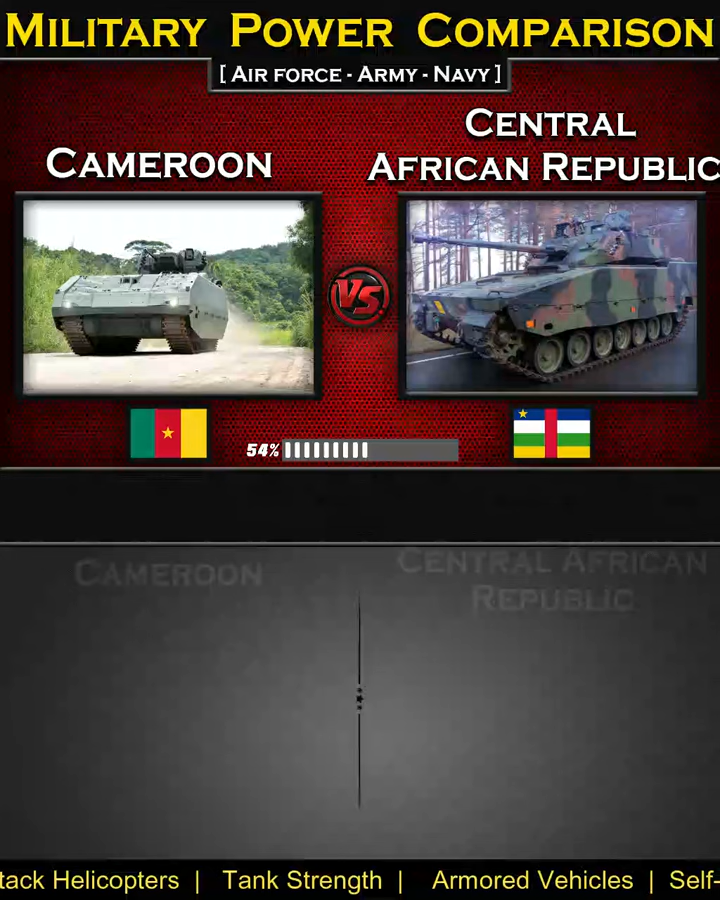 Military Power Comparison
[ Air force - Army - Navy ]
Cameroon
Central
African Republic
VS
54%
Cameroon
Central African
Republic
tack Helicopters | Tank Strength | Armored Vehicles | Self-